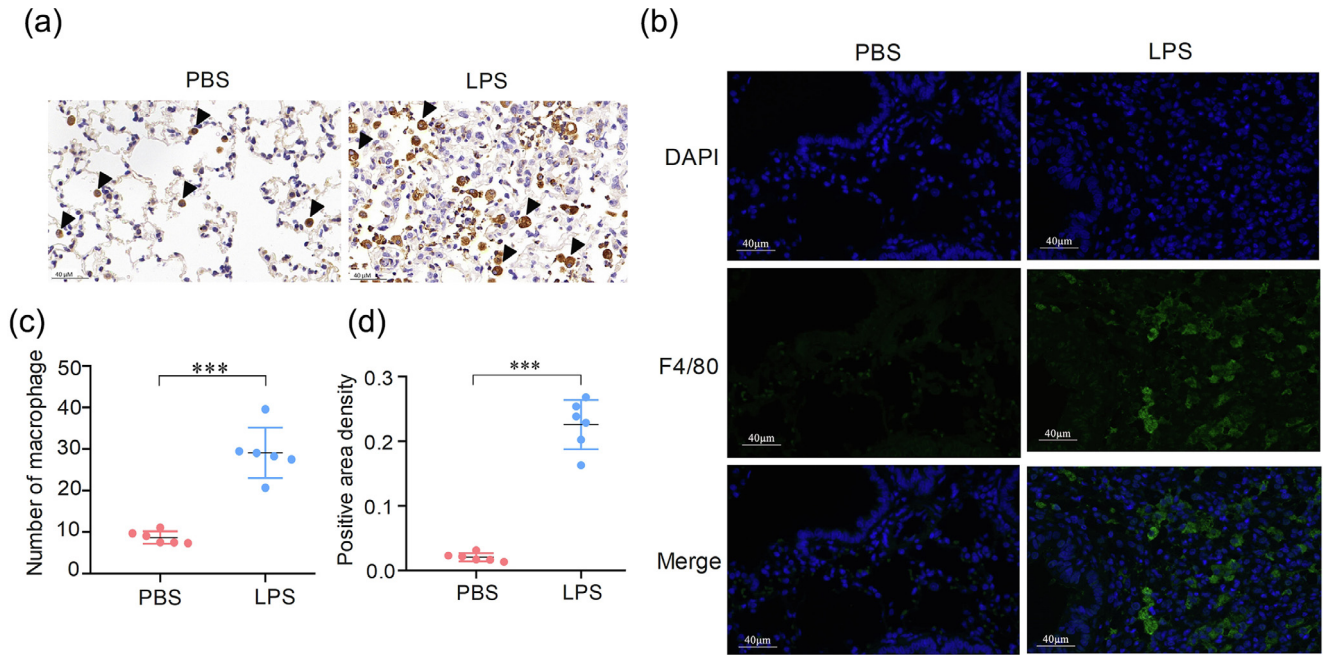 (a)
PBS
LPS
40 µM
40 µM
(b)
PBS
LPS
DAPI
40µm
40µm
F4/80
40µm
40µm
Merge
40µm
40µm
(c)
Number of macrophage
50
40
30
20
10
0
***
PBS
LPS
(d)
Positive area density
0.3
0.2
0.1
0.0
***
PBS
LPS